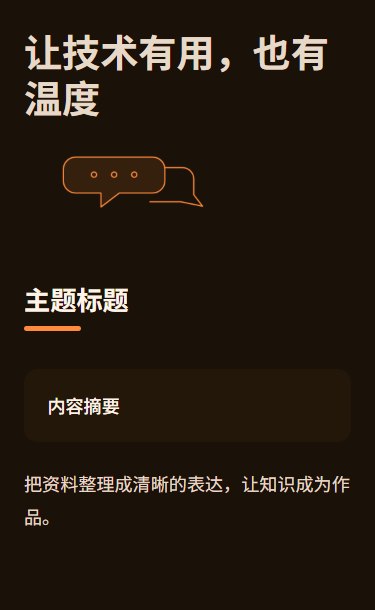 让技术有用，也有
温度
主题标题
内容摘要
把资料整理成清晰的表达，让知识成为作
品。